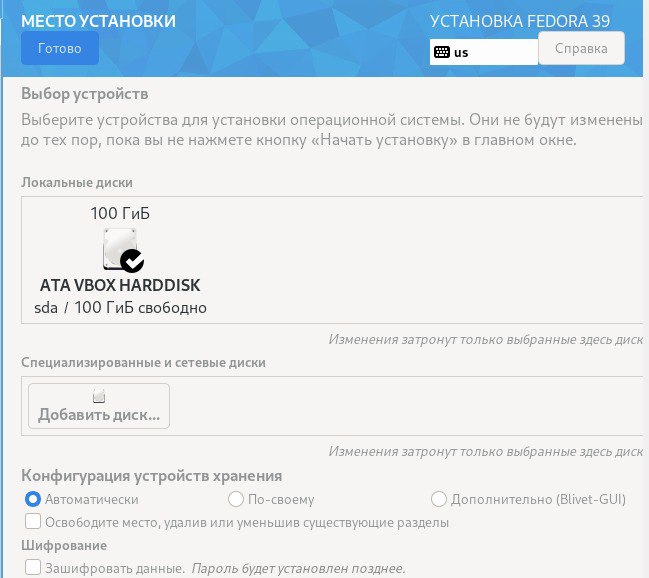 МЕСТО УСТАНОВКИ
УСТАНОВКА FEDORA 39
Готово
us
Справка
Выбор устройств
Выберите устройства для установки операционной системы. Они не будут изменены
до тех пор, пока вы не нажмете кнопку «Начать установку» в главном окне.
Локальные диски
100 ГиБ
ATA VBOX HARDDISK
sda / 100 ГиБ свободно
Изменения затронут только выбранные здесь диск
Специализированные и сетевые диски
Добавить диск...
Изменения затронут только выбранные здесь диск
Конфигурация устройств хранения
Автоматически
По-своему
Дополнительно (Blivet-GUI)
Освободите место, удалив или уменьшив существующие разделы
Шифрование
Зашифровать данные. Пароль будет установлен позднее.